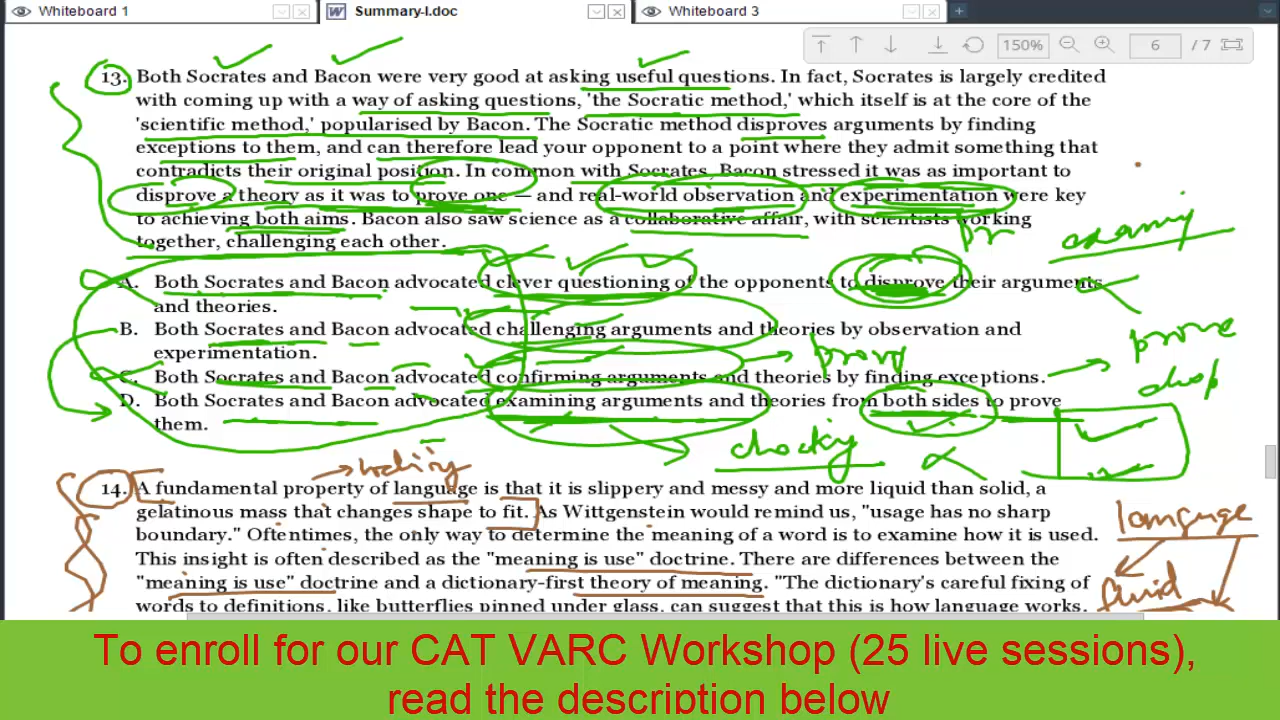 Whiteboard 1
Summary-I.doc
Whiteboard 3
150%
6
/ 7
13. Both Socrates and Bacon were very good at asking useful questions. In fact, Socrates is largely credited
with coming up with a way of asking questions, 'the Socratic method,' which itself is at the core of the
'scientific method,' popularised by Bacon. The Socratic method disproves arguments by finding
exceptions to them, and can therefore lead your opponent to a point where they admit something that
contradicts their original position. In common with Socrates, Bacon stressed it was as important to
disprove a theory as it was to prove one — and real-world observation and experimentation were key
to achieving both aims. Bacon also saw science as a collaborative affair, with scientists working
together, challenging each other.
pr
A. Both Socrates and Bacon advocated clever questioning of the opponents to disprove their arguments
and theories.
B. Both Socrates and Bacon advocated challenging arguments and theories by observation and
experimentation.
prove
C. Both Socrates and Bacon advocated confirming arguments and theories by finding exceptions.
D. Both Socrates and Bacon advocated examining arguments and theories from both sides to prove
them.
checking
14. A fundamental property of language is that it is slippery and messy and more liquid than solid, a
gelatinous mass that changes shape to fit. As Wittgenstein would remind us, "usage has no sharp
language
boundary." Oftentimes, the only way to determine the meaning of a word is to examine how it is used.
This insight is often described as the "meaning is use" doctrine. There are differences between the
"meaning is use" doctrine and a dictionary-first theory of meaning. "The dictionary's careful fixing of
fluid
words to definitions, like butterflies pinned under glass, can suggest that this is how language works.
To enroll for our CAT VARC Workshop (25 live sessions),
read the description below